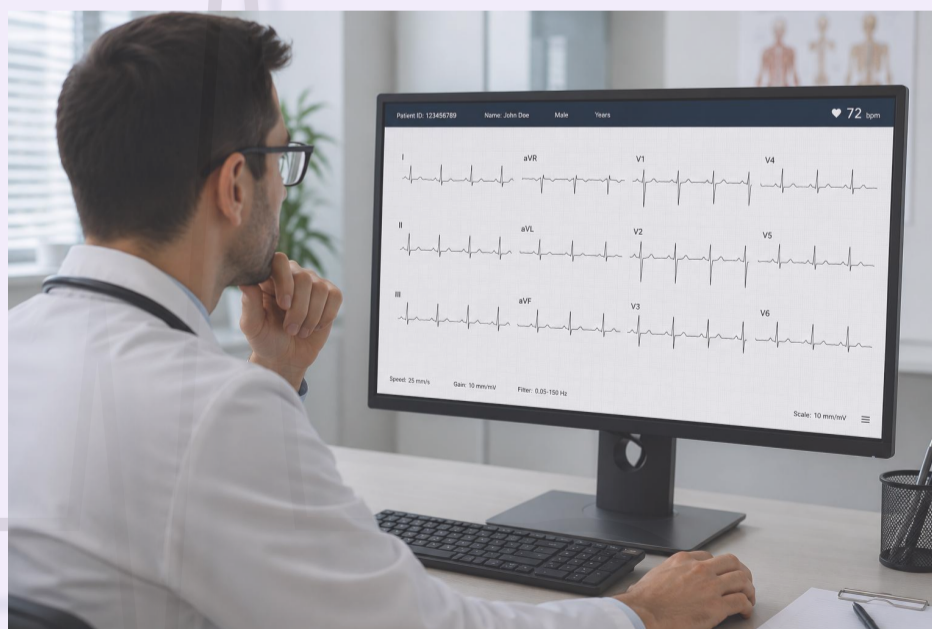 Patient ID: 123456789 Name: John Doe Male Years 72 bpm
I aVR V1 V4
II aVL V2 V5
III aVF V3 V6
Speed: 25 mm/s Gain: 10 mm/mV Filter: 0.05-150 Hz Scale: 10 mm/mV